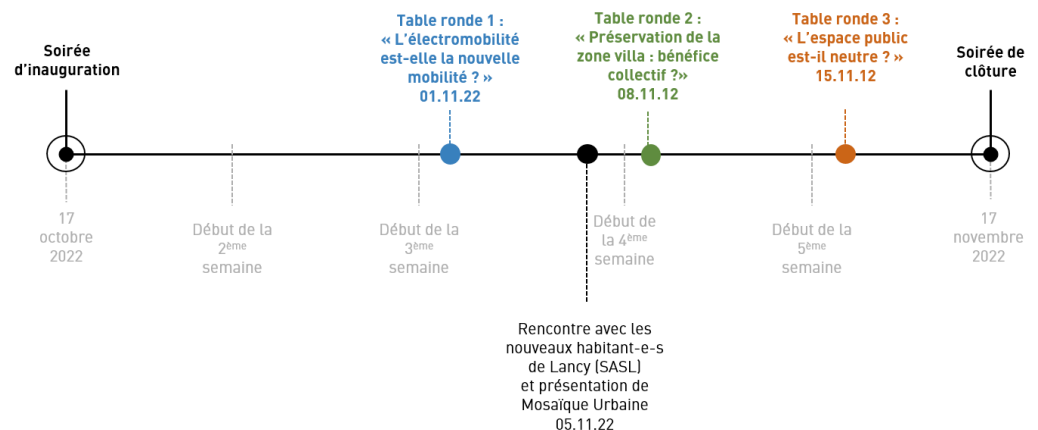 Soirée
d'inauguration
Table ronde 1 :
« L'électromobilité
est-elle la nouvelle
mobilité ? »
01.11.22
Table ronde 2 :
« Préservation de la
zone villa : bénéfice
collectif ?»
08.11.12
Table ronde 3 :
« L'espace public
est-il neutre ? »
15.11.12
Soirée de
clôture
17
octobre
2022
Début de la
2ème
semaine
Début de la
3ème
semaine
Début de
la 4ème
semaine
Début de la
5ème
semaine
17
novembre
2022
Rencontre avec les
nouveaux habitant-e-s
de Lancy (SASL)
et présentation de
Mosaïque Urbaine
05.11.22